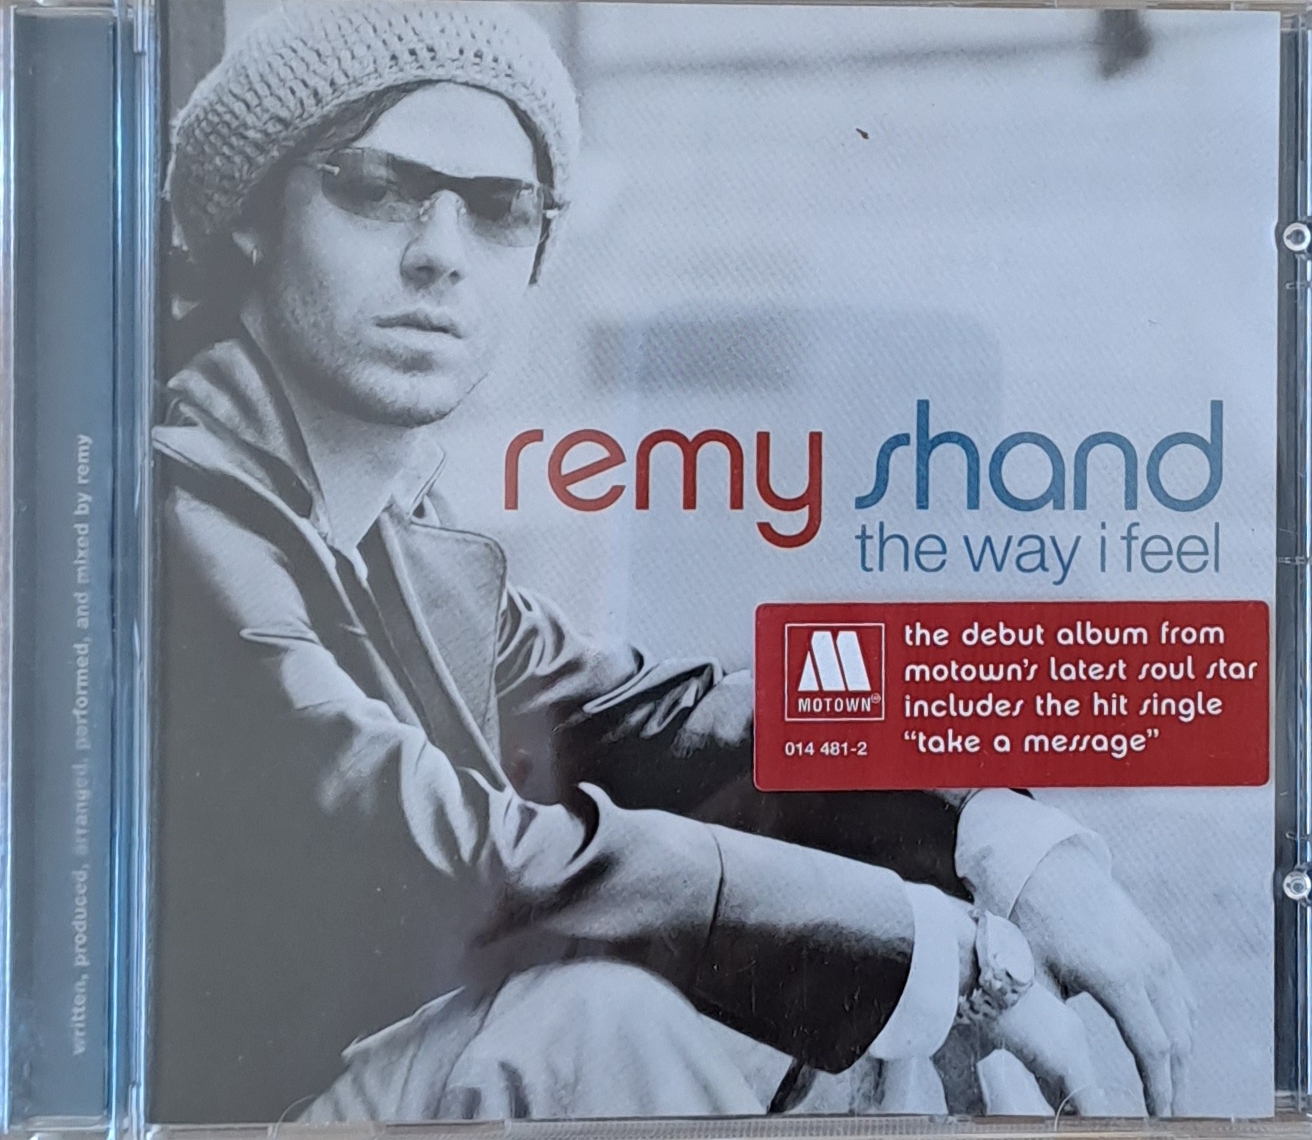 written, produced, arranged, performed, and mixed by remy
remy shand
the way i feel
MOTOWN
014 481-2
the debut album from
motown's latest soul star
includes the hit single
“take a message”